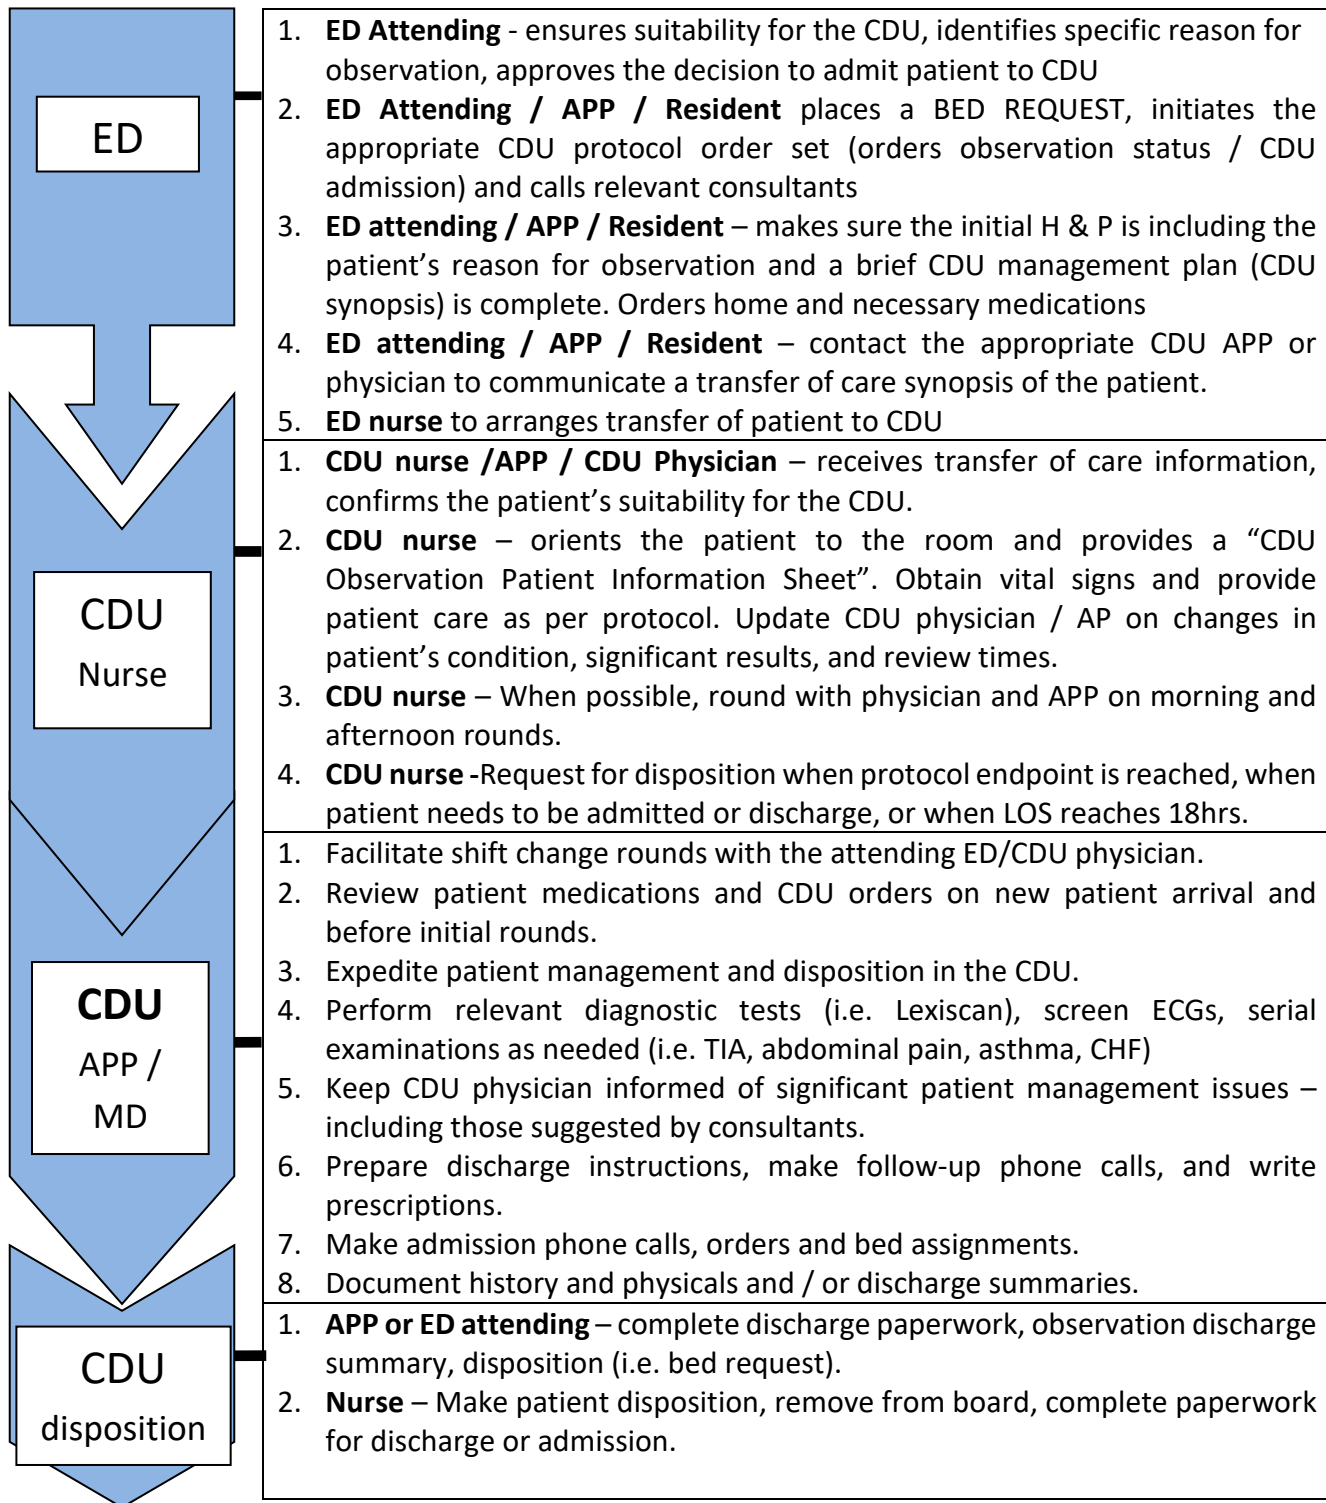 ED
1. ED Attending - ensures suitability for the CDU, identifies specific reason for
observation, approves the decision to admit patient to CDU
2. ED Attending / APP / Resident places a BED REQUEST, initiates the
appropriate CDU protocol order set (orders observation status / CDU
admission) and calls relevant consultants
3. ED attending / APP / Resident – makes sure the initial H & P is including the
patient’s reason for observation and a brief CDU management plan (CDU
synopsis) is complete. Orders home and necessary medications
4. ED attending / APP / Resident – contact the appropriate CDU APP or
physician to communicate a transfer of care synopsis of the patient.
5. ED nurse to arranges transfer of patient to CDU
CDU
Nurse
1. CDU nurse /APP / CDU Physician – receives transfer of care information,
confirms the patient’s suitability for the CDU.
2. CDU nurse – orients the patient to the room and provides a “CDU
Observation Patient Information Sheet”. Obtain vital signs and provide
patient care as per protocol. Update CDU physician / AP on changes in
patient’s condition, significant results, and review times.
3. CDU nurse – When possible, round with physician and APP on morning and
afternoon rounds.
4. CDU nurse -Request for disposition when protocol endpoint is reached, when
patient needs to be admitted or discharge, or when LOS reaches 18hrs.
CDU
APP /
MD
1. Facilitate shift change rounds with the attending ED/CDU physician.
2. Review patient medications and CDU orders on new patient arrival and
before initial rounds.
3. Expedite patient management and disposition in the CDU.
4. Perform relevant diagnostic tests (i.e. Lexiscan), screen ECGs, serial
examinations as needed (i.e. TIA, abdominal pain, asthma, CHF)
5. Keep CDU physician informed of significant patient management issues –
including those suggested by consultants.
6. Prepare discharge instructions, make follow-up phone calls, and write
prescriptions.
7. Make admission phone calls, orders and bed assignments.
8. Document history and physicals and / or discharge summaries.
CDU
disposition
1. APP or ED attending – complete discharge paperwork, observation discharge
summary, disposition (i.e. bed request).
2. Nurse – Make patient disposition, remove from board, complete paperwork
for discharge or admission.